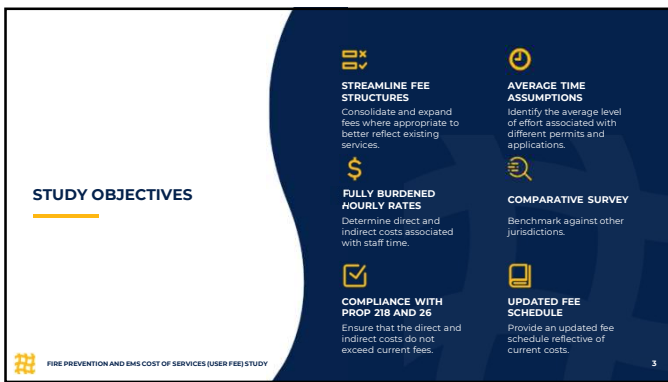 STUDY OBJECTIVES
STREAMLINE FEE
STRUCTURES
Consolidate and expand
fees where appropriate to
better reflect existing
services.
AVERAGE TIME
ASSUMPTIONS
Identify the average level
of effort associated with
different permits and
applications.
FULLY BURDENED
HOURLY RATES
Determine direct and
indirect costs associated
with staff time.
COMPARATIVE SURVEY
Benchmark against other
jurisdictions.
COMPLIANCE WITH
PROP 218 AND 26
Ensure that the direct and
indirect costs do not
exceed current fees.
UPDATED FEE
SCHEDULE
Provide an updated fee
schedule reflective of
current costs.
FIRE PREVENTION AND EMS COST OF SERVICES (USER FEE) STUDY
3